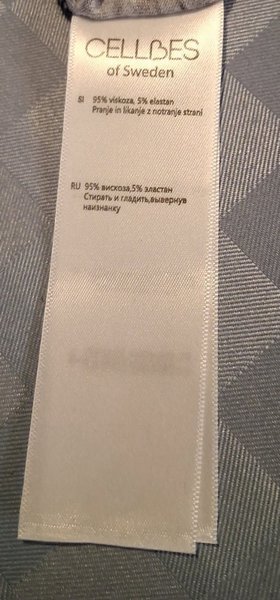 CELLBES
of Sweden
SI 95% viskoza, 5% elastan
Pranje in likanje z notranje strani
RU 95% вискоза,5% эластан
Стирать и гладить,вывернув
наизнанку